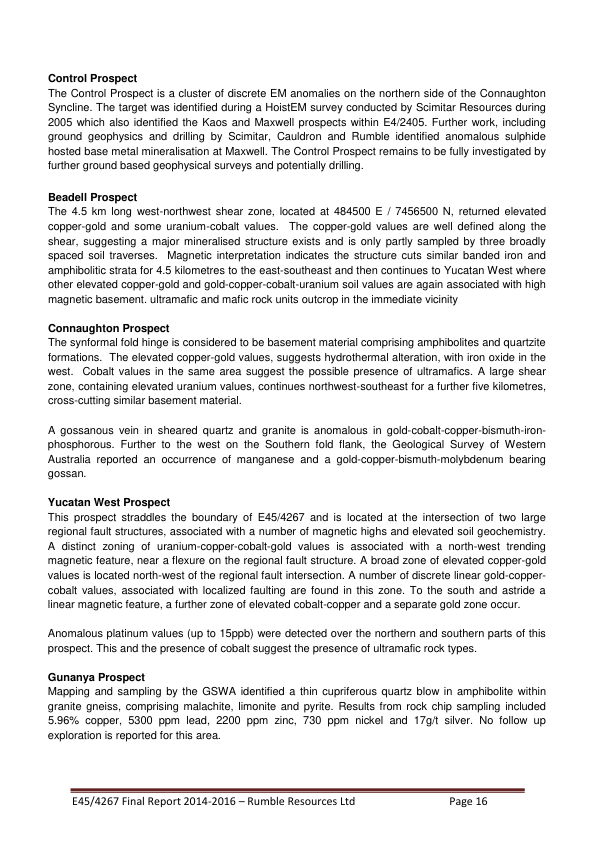 Control Prospect
The Control Prospect is a cluster of discrete EM anomalies on the northern side of the Connaughton
Syncline. The target was identified during a HoistEM survey conducted by Scimitar Resources during
2005 which also identified the Kaos and Maxwell prospects within E4/2405. Further work, including
ground geophysics and drilling by Scimitar, Cauldron and Rumble identified anomalous sulphide
hosted base metal mineralisation at Maxwell. The Control Prospect remains to be fully investigated by
further ground based geophysical surveys and potentially drilling.
Beadell Prospect
The 4.5 km long west-northwest shear zone, located at 484500 E / 7456500 N, returned elevated
copper-gold and some uranium-cobalt values.  The copper-gold values are well defined along the
shear, suggesting a major mineralised structure exists and is only partly sampled by three broadly
spaced soil traverses.  Magnetic interpretation indicates the structure cuts similar banded iron and
amphibolitic strata for 4.5 kilometres to the east-southeast and then continues to Yucatan West where
other elevated copper-gold and gold-copper-cobalt-uranium soil values are again associated with high
magnetic basement. ultramafic and mafic rock units outcrop in the immediate vicinity
Connaughton Prospect
The synformal fold hinge is considered to be basement material comprising amphibolites and quartzite
formations.  The elevated copper-gold values, suggests hydrothermal alteration, with iron oxide in the
west.  Cobalt values in the same area suggest the possible presence of ultramafics. A large shear
zone, containing elevated uranium values, continues northwest-southeast for a further five kilometres,
cross-cutting similar basement material.
A gossanous vein in sheared quartz and granite is anomalous in gold-cobalt-copper-bismuth-iron-
phosphorous. Further to the west on the Southern fold flank, the Geological Survey of Western
Australia reported an occurrence of manganese and a gold-copper-bismuth-molybdenum bearing
gossan.
Yucatan West Prospect
This prospect straddles the boundary of E45/4267 and is located at the intersection of two large
regional fault structures, associated with a number of magnetic highs and elevated soil geochemistry.
A distinct zoning of uranium-copper-cobalt-gold values is associated with a north-west trending
magnetic feature, near a flexure on the regional fault structure. A broad zone of elevated copper-gold
values is located north-west of the regional fault intersection. A number of discrete linear gold-copper-
cobalt values, associated with localized faulting are found in this zone. To the south and astride a
linear magnetic feature, a further zone of elevated cobalt-copper and a separate gold zone occur.
Anomalous platinum values (up to 15ppb) were detected over the northern and southern parts of this
prospect. This and the presence of cobalt suggest the presence of ultramafic rock types.
Gunanya Prospect
Mapping and sampling by the GSWA identified a thin cupriferous quartz blow in amphibolite within
granite gneiss, comprising malachite, limonite and pyrite. Results from rock chip sampling included
5.96% copper, 5300 ppm lead, 2200 ppm zinc, 730 ppm nickel and 17g/t silver. No follow up
exploration is reported for this area.
E45/4267 Final Report 2014-2016 – Rumble Resources Ltd Page 16